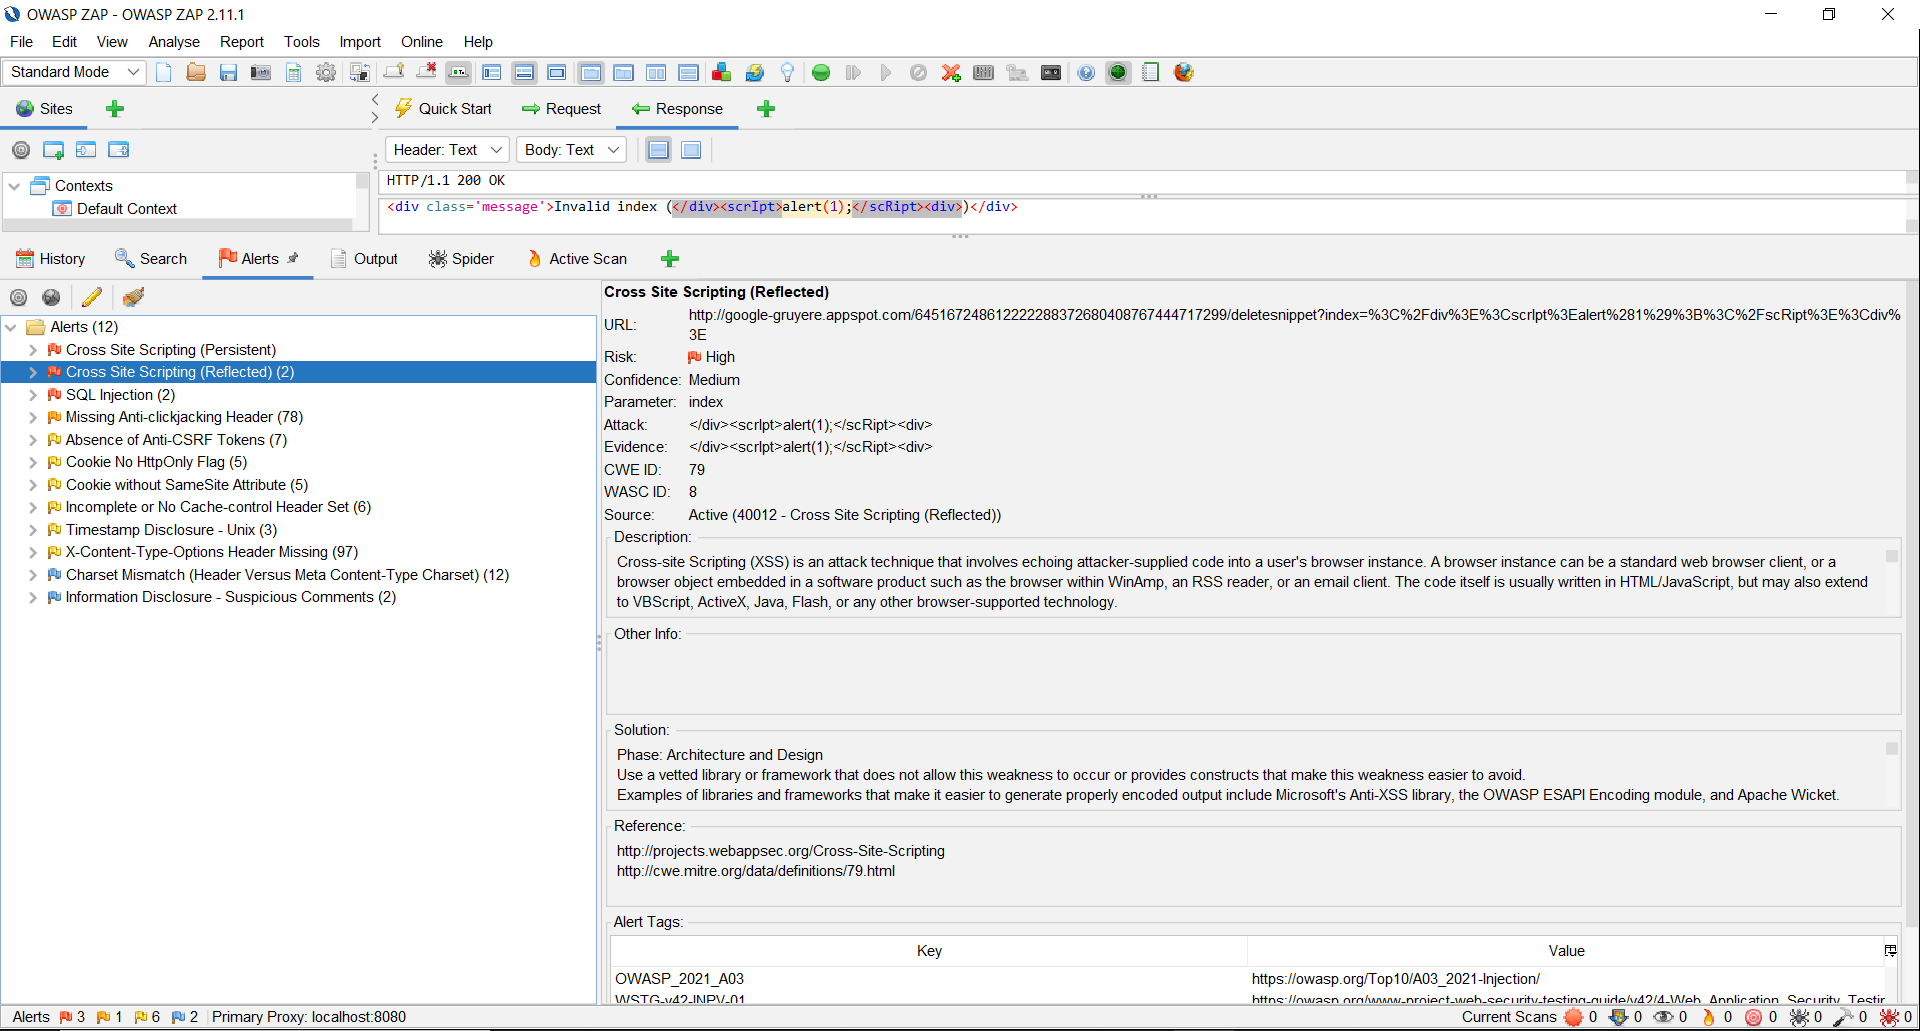 OWASP ZAP - OWASP ZAP 2.11.1
File Edit View Analyse Report Tools Import Online Help
Standard Mode
Sites
Quick Start Request Response
Header: Text Body: Text
Contexts
Default Context
HTTP/1.1 200 OK
<div class='message'>Invalid index (</div><scrIpt>alert(1);</scRipt><div>)</div>
History Search Alerts Output Spider Active Scan
Alerts (12)
Cross Site Scripting (Persistent)
Cross Site Scripting (Reflected) (2)
SQL Injection (2)
Missing Anti-clickjacking Header (78)
Absence of Anti-CSRF Tokens (7)
Cookie No HttpOnly Flag (5)
Cookie without SameSite Attribute (5)
Incomplete or No Cache-control Header Set (6)
Timestamp Disclosure - Unix (3)
X-Content-Type-Options Header Missing (97)
Charset Mismatch (Header Versus Meta Content-Type Charset) (12)
Information Disclosure - Suspicious Comments (2)
Cross Site Scripting (Reflected)
URL: http://google-gruyere.appspot.com/645167248612222288372680408767444717299/deletesnippet?index=%3C%2Fdiv%3E%3CscrIpt%3Ealert%281%29%3B%3C%2FscRipt%3E%3Cdiv%
3E
Risk: High
Confidence: Medium
Parameter: index
Attack: </div><scrIpt>alert(1);</scRipt><div>
Evidence: </div><scrIpt>alert(1);</scRipt><div>
CWE ID: 79
WASC ID: 8
Source: Active (40012 - Cross Site Scripting (Reflected))
Description:
Cross-site Scripting (XSS) is an attack technique that involves echoing attacker-supplied code into a user's browser instance. A browser instance can be a standard web browser client, or a
browser object embedded in a software product such as the browser within WinAmp, an RSS reader, or an email client. The code itself is usually written in HTML/JavaScript, but may also extend
to VBScript, ActiveX, Java, Flash, or any other browser-supported technology.
Other Info:
Solution:
Phase: Architecture and Design
Use a vetted library or framework that does not allow this weakness to occur or provides constructs that make this weakness easier to avoid.
Examples of libraries and frameworks that make it easier to generate properly encoded output include Microsoft's Anti-XSS library, the OWASP ESAPI Encoding module, and Apache Wicket.
Reference:
http://projects.webappsec.org/Cross-Site-Scripting
http://cwe.mitre.org/data/definitions/79.html
Alert Tags:
Key Value
OWASP_2021_A03 https://owasp.org/Top10/A03_2021-Injection/
WSTG-v42-INPV-01 https://owasp.org/www-project-web-security-testing-guide/v42/4-Web_Application_Security_Testin
Alerts 3 1 6 2 Primary Proxy: localhost:8080
Current Scans 0 0 0 0 0 0 0 0